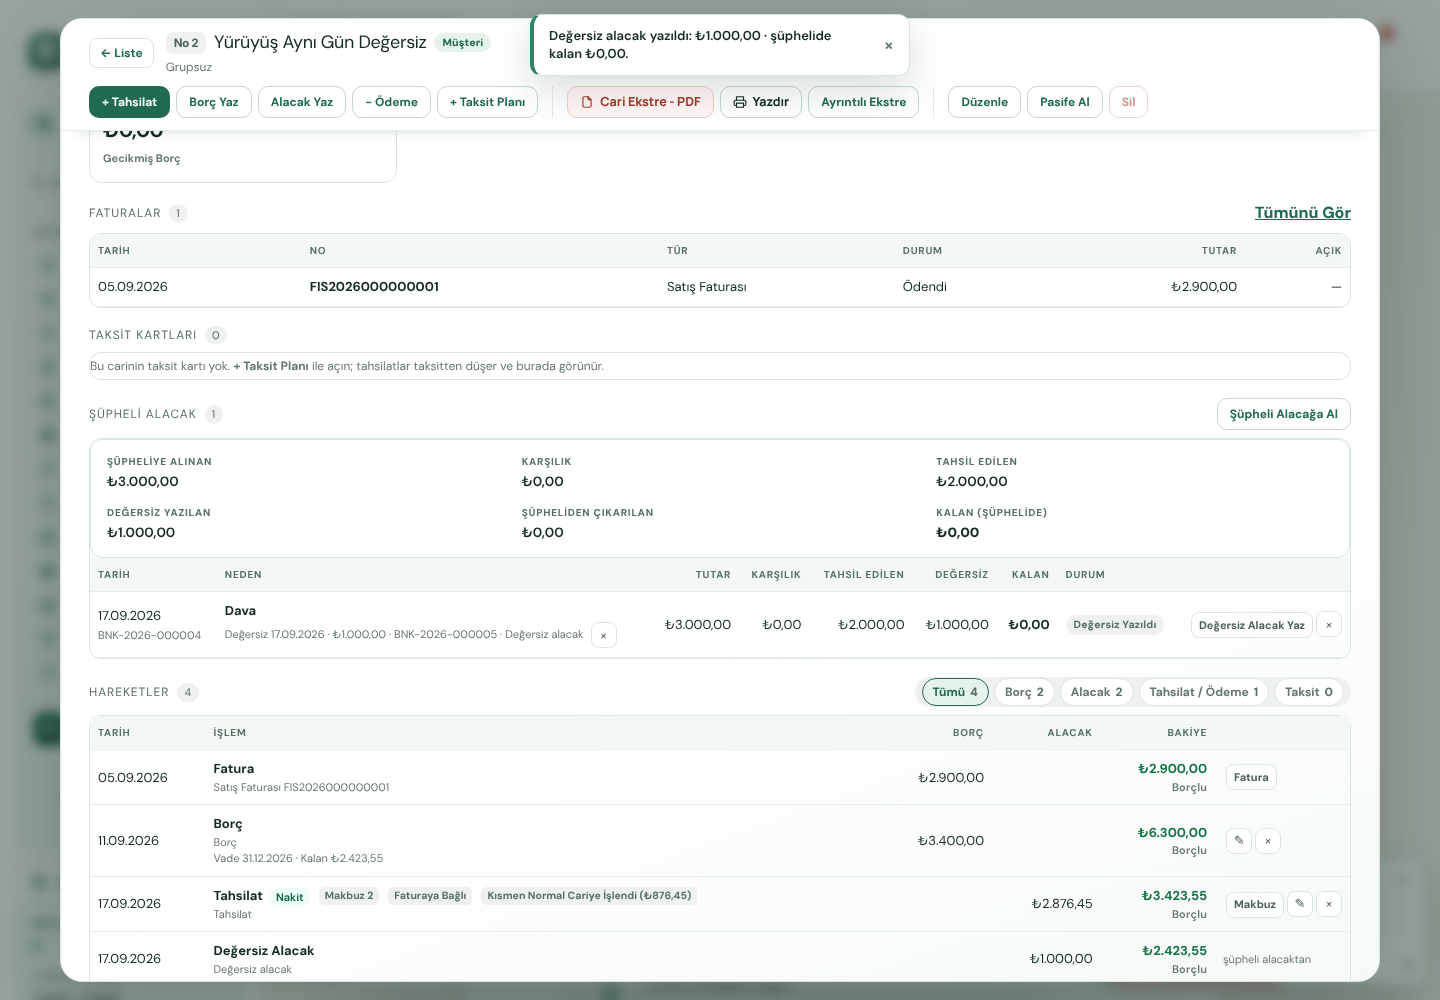 ← Liste
No 2 Yürüyüş Aynı Gün Değersiz Müşteri
Grupsuz
Değersiz alacak yazıldı: ₺1.000,00 · şüphelide
kalan ₺0,00.
×
+ Tahsilat Borç Yaz Alacak Yaz − Ödeme + Taksit Planı Cari Ekstre - PDF Yazdır Ayrıntılı Ekstre Düzenle Pasife Al Sil
₺0,00
Gecikmiş Borç
FATURALAR 1 Tümünü Gör
TARİH NO TÜR DURUM TUTAR AÇIK
05.09.2026 FIS2026000000001 Satış Faturası Ödendi ₺2.900,00 —
TAKSİT KARTLARI 0
Bu carinin taksit kartı yok. + Taksit Planı ile açın; tahsilatlar taksitten düşer ve burada görünür.
ŞÜPHELİ ALACAK 1 Şüpheli Alacağa Al
ŞÜPHELİYE ALINAN KARŞILIK TAHSİL EDİLEN
₺3.000,00 ₺0,00 ₺2.000,00
DEĞERSİZ YAZILAN ŞÜPHELİDEN ÇIKARILAN KALAN (ŞÜPHELİDE)
₺1.000,00 ₺0,00 ₺0,00
TARİH NEDEN TUTAR KARŞILIK TAHSİL EDİLEN DEĞERSİZ KALAN DURUM
17.09.2026 Dava ₺3.000,00 ₺0,00 ₺2.000,00 ₺1.000,00 ₺0,00 Değersiz Yazıldı Değersiz Alacak Yaz ×
BNK-2026-000004 Değersiz 17.09.2026 · ₺1.000,00 · BNK-2026-000005 · Değersiz alacak ×
HAREKETLER 4 Tümü 4 Borç 2 Alacak 2 Tahsilat / Ödeme 1 Taksit 0
TARİH İŞLEM BORÇ ALACAK BAKİYE
05.09.2026 Fatura ₺2.900,00 ₺2.900,00 Fatura
Satış Faturası FIS2026000000001 Borçlu
11.09.2026 Borç ₺3.400,00 ₺6.300,00 ✎ ×
Borç Borçlu
Vade 31.12.2026 · Kalan ₺2.423,55
17.09.2026 Tahsilat Nakit Makbuz 2 Faturaya Bağlı Kısmen Normal Cariye İşlendi (₺876,45) ₺2.876,45 ₺3.423,55 Makbuz ✎ ×
Tahsilat Borçlu
17.09.2026 Değersiz Alacak ₺1.000,00 ₺2.423,55 şüpheli alacaktan
Değersiz alacak Borçlu